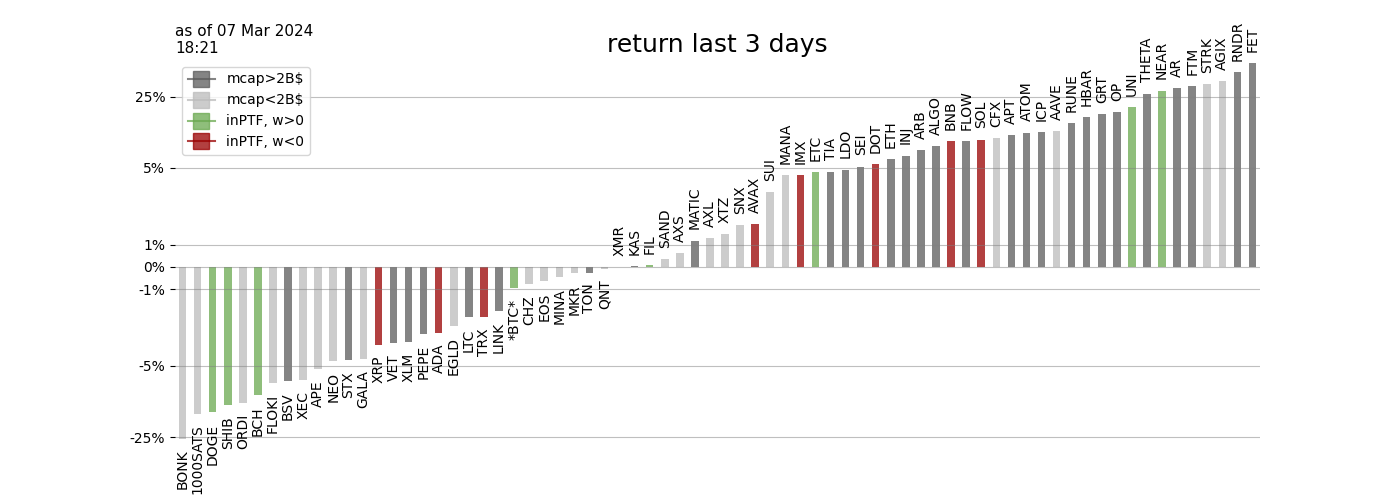 as of 07 Mar 2024
18:21
return last 3 days
mcap>2B$
mcap<2B$
inPTF, w>0
inPTF, w<0
25%
5%
1%
0%
-1%
-5%
-25%
BONK
1000SATS
DOGE
SHIB
ORDI
BCH
FLOKI
BSV
XEC
APE
NEO
STX
GALA
XRP
VET
XLM
PEPE
ADA
EGLD
LTC
TRX
LINK
*BTC*
CHZ
EOS
MINA
MKR
TON
QNT
XMR
KAS
FIL
SAND
AXS
MATIC
AXL
XTZ
SNX
AVAX
SUI
MANA
IMX
ETC
TIA
LDO
SEI
DOT
ETH
INJ
ARB
ALGO
BNB
FLOW
SOL
CFX
APT
ATOM
ICP
AAVE
RUNE
HBAR
GRT
OP
UNI
THETA
NEAR
AR
FTM
STRK
AGIX
RNDR
FET